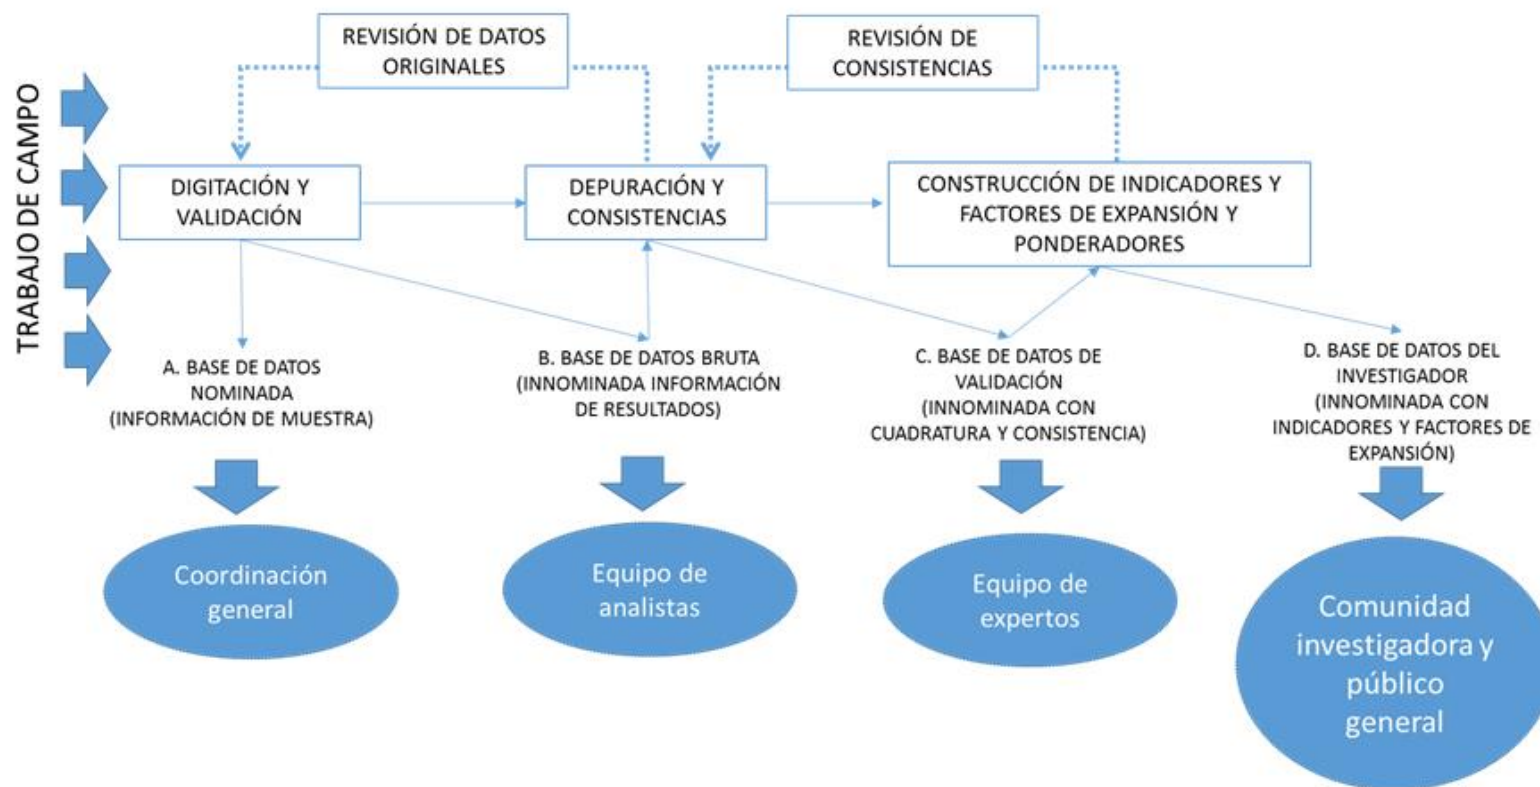 TRABAJO DE CAMPO
REVISIÓN DE DATOS
ORIGINALES
REVISIÓN DE
CONSISTENCIAS
DIGITACIÓN Y
VALIDACIÓN
DEPURACIÓN Y
CONSISTENCIAS
CONSTRUCCIÓN DE INDICADORES Y
FACTORES DE EXPANSIÓN Y
PONDERADORES
A. BASE DE DATOS
NOMINADA
(INFORMACIÓN DE MUESTRA)
B. BASE DE DATOS BRUTA
(INNOMINADA INFORMACIÓN
DE RESULTADOS)
C. BASE DE DATOS DE
VALIDACIÓN
(INNOMINADA CON
CUADRATURA Y CONSISTENCIA)
D. BASE DE DATOS DEL
INVESTIGADOR
(INNOMINADA CON
INDICADORES Y FACTORES DE
EXPANSIÓN)
Coordinación
general
Equipo de
analistas
Equipo de
expertos
Comunidad
investigadora y
público
general